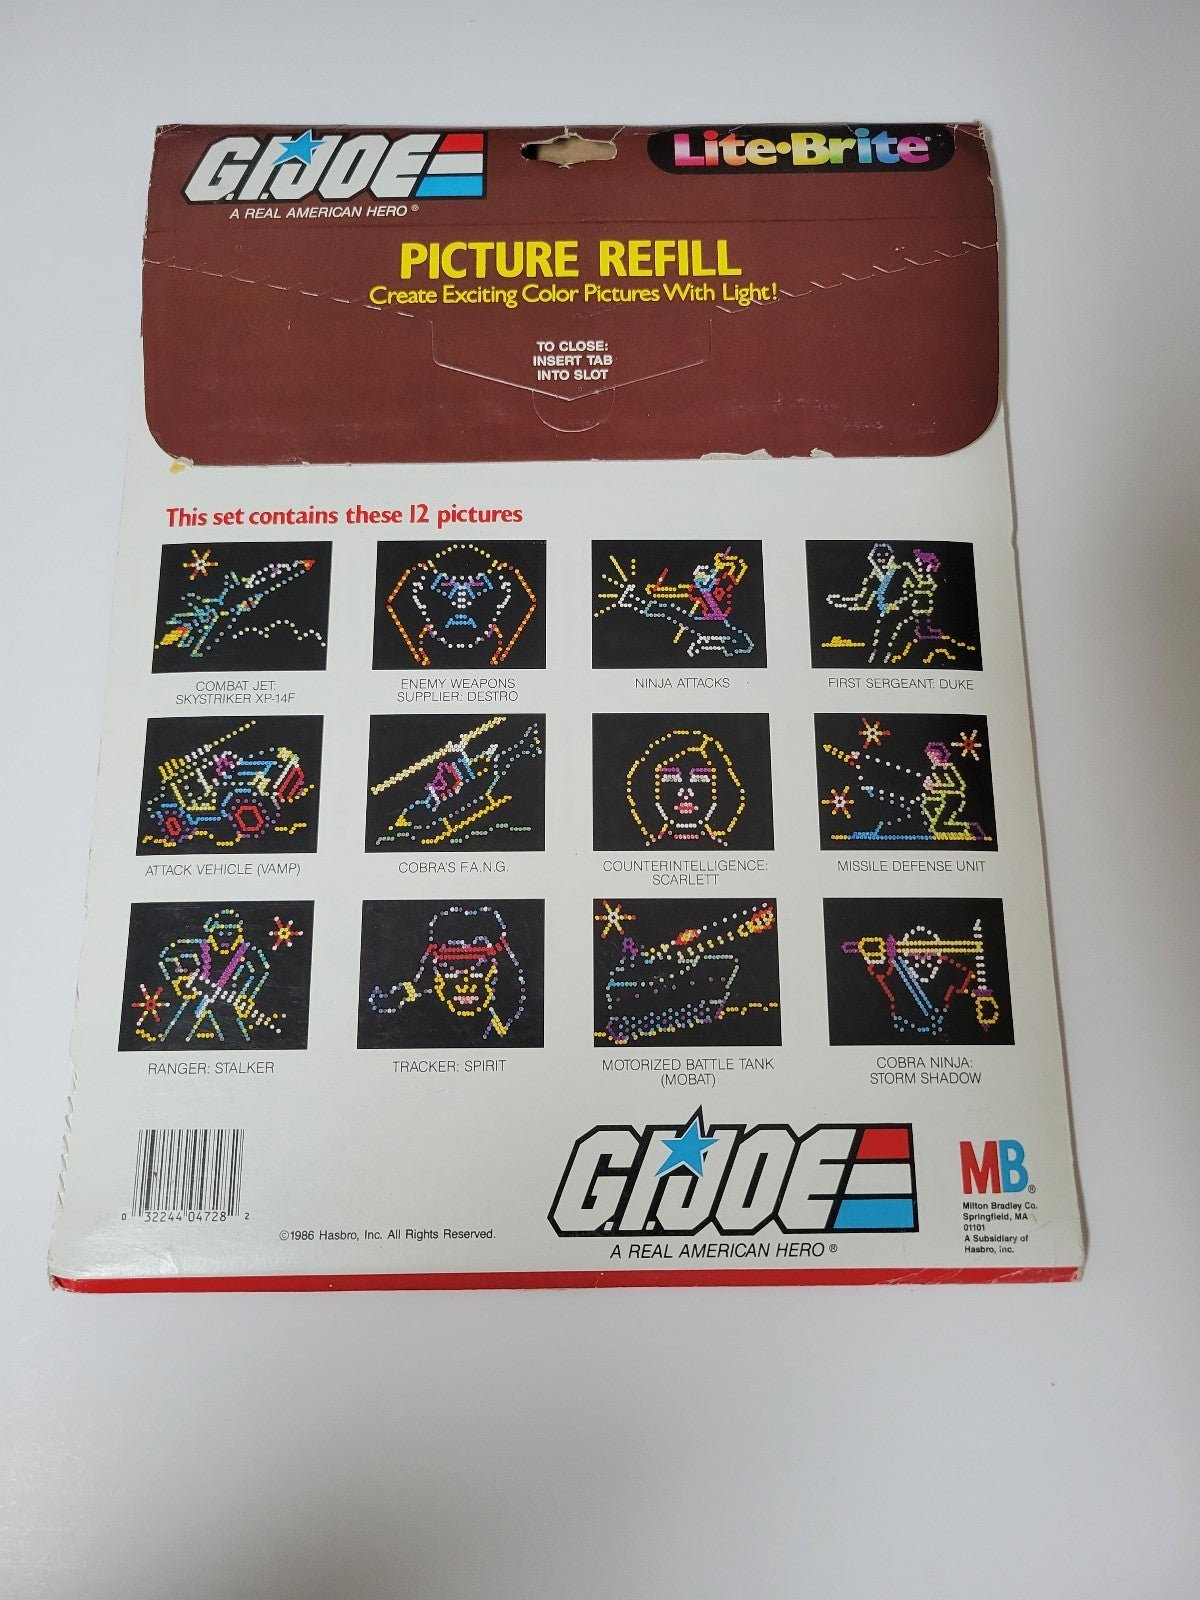 G.I.JOE
A REAL AMERICAN HERO®
Lite•Brite®
PICTURE REFILL
Create Exciting Color Pictures With Light!
TO CLOSE:
INSERT TAB
INTO SLOT
This set contains these 12 pictures
COMBAT JET:
SKYSTRIKER XP-14F
ENEMY WEAPONS
SUPPLIER: DESTRO
NINJA ATTACKS
FIRST SERGEANT: DUKE
ATTACK VEHICLE (VAMP)
COBRA'S F.A.N.G.
COUNTERINTELLIGENCE:
SCARLETT
MISSILE DEFENSE UNIT
RANGER: STALKER
TRACKER: SPIRIT
MOTORIZED BATTLE TANK
(MOBAT)
COBRA NINJA:
STORM SHADOW
0 32244 04728 2
©1986 Hasbro, Inc. All Rights Reserved.
G.I.JOE
A REAL AMERICAN HERO®
MB®
Milton Bradley Co.
Springfield, MA
01101
A Subsidiary of
Hasbro, Inc.